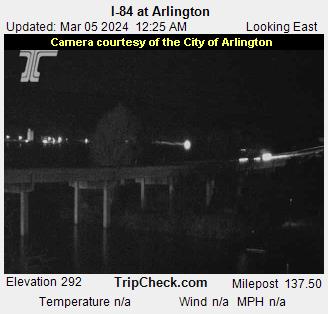 I-84 at Arlington
Updated: Mar 05 2024 12:25 AM Looking East
Camera courtesy of the City of Arlington
Elevation 292 TripCheck.com Milepost 137.50
Temperature n/a Wind n/a MPH n/a